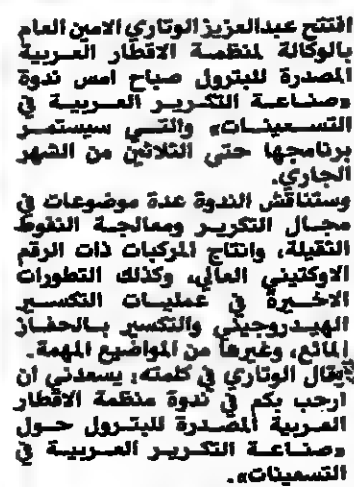 افتتح عبدالعزيز الوتاري الامين العام
بالوكالة لمنظمة الاقطار العربية
المصدرة للبترول صباح امس ندوة
«صناعة التكرير العربية في
التسعينات» والتي سيستمر
برنامجها حتى الثلاثين من الشهر
الجاري.
وستناقش الندوة عدة موضوعات في
مجال التكرير ومعالجة النفوط
الثقيلة، وانتاج المركبات ذات الرقم
الاوكتيني العالي، وكذلك التطورات
الاخيرة في عمليات التكسير
الهيدروجيني والتكسير بالحفاز
المائع، وغيرها من المواضيع المهمة.
وقال الوتاري في كلمته: يسعدني ان
ارحب بكم في ندوة منظمة الاقطار
العربية المصدرة للبترول حول
«صناعة التكرير العربية في
التسعينات».